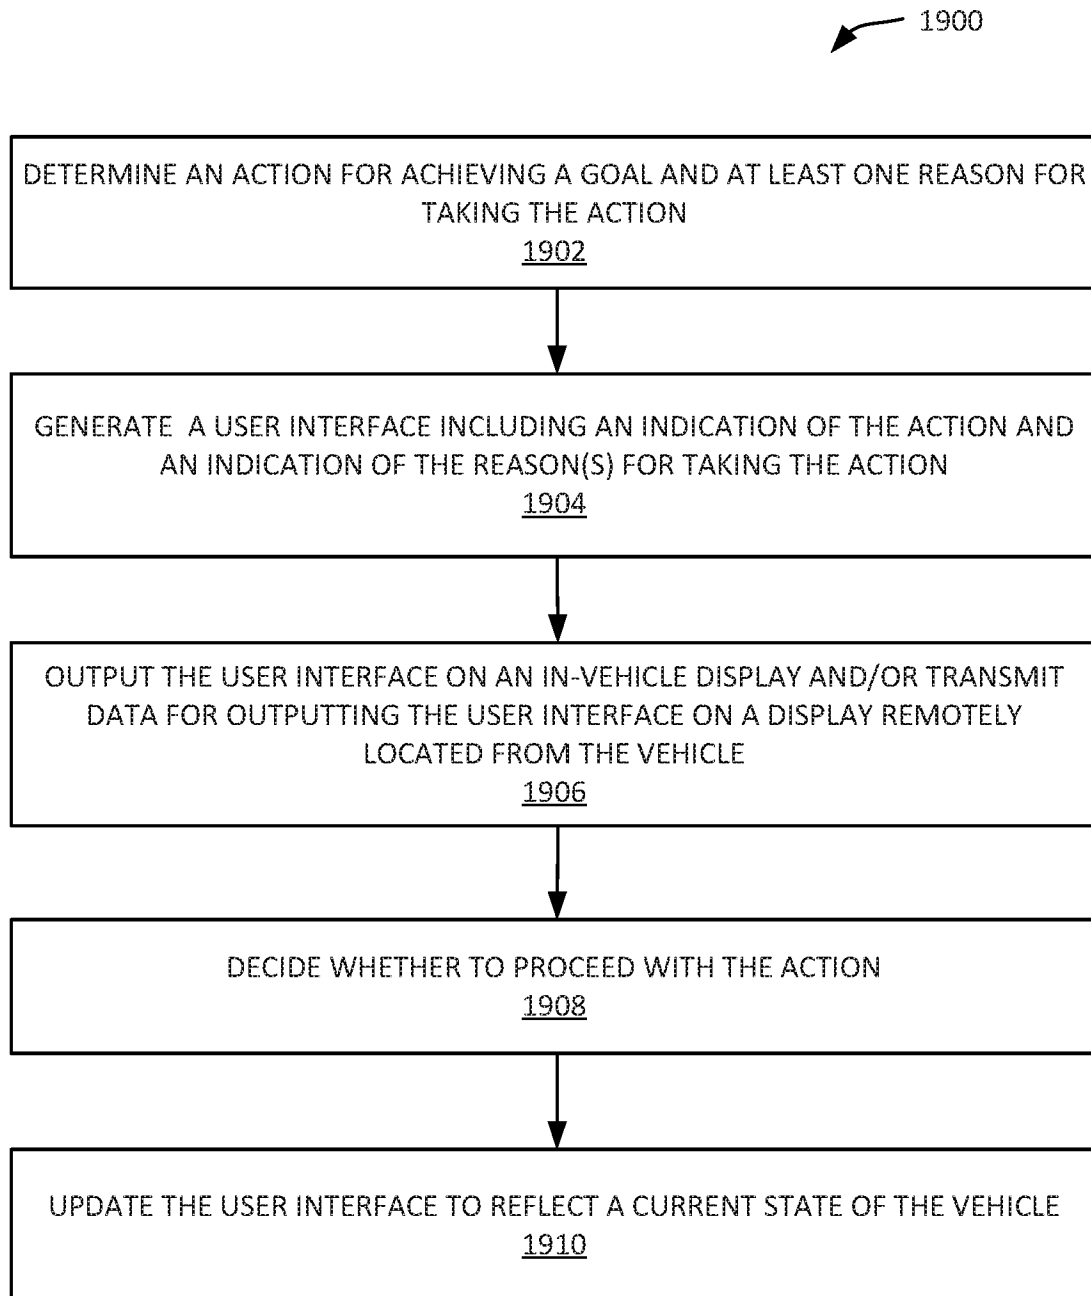 1900
DETERMINE AN ACTION FOR ACHIEVING A GOAL AND AT LEAST ONE REASON FOR
TAKING THE ACTION
1902
GENERATE A USER INTERFACE INCLUDING AN INDICATION OF THE ACTION AND
AN INDICATION OF THE REASON(S) FOR TAKING THE ACTION
1904
OUTPUT THE USER INTERFACE ON AN IN-VEHICLE DISPLAY AND/OR TRANSMIT
DATA FOR OUTPUTTING THE USER INTERFACE ON A DISPLAY REMOTELY
LOCATED FROM THE VEHICLE
1906
DECIDE WHETHER TO PROCEED WITH THE ACTION
1908
UPDATE THE USER INTERFACE TO REFLECT A CURRENT STATE OF THE VEHICLE
1910